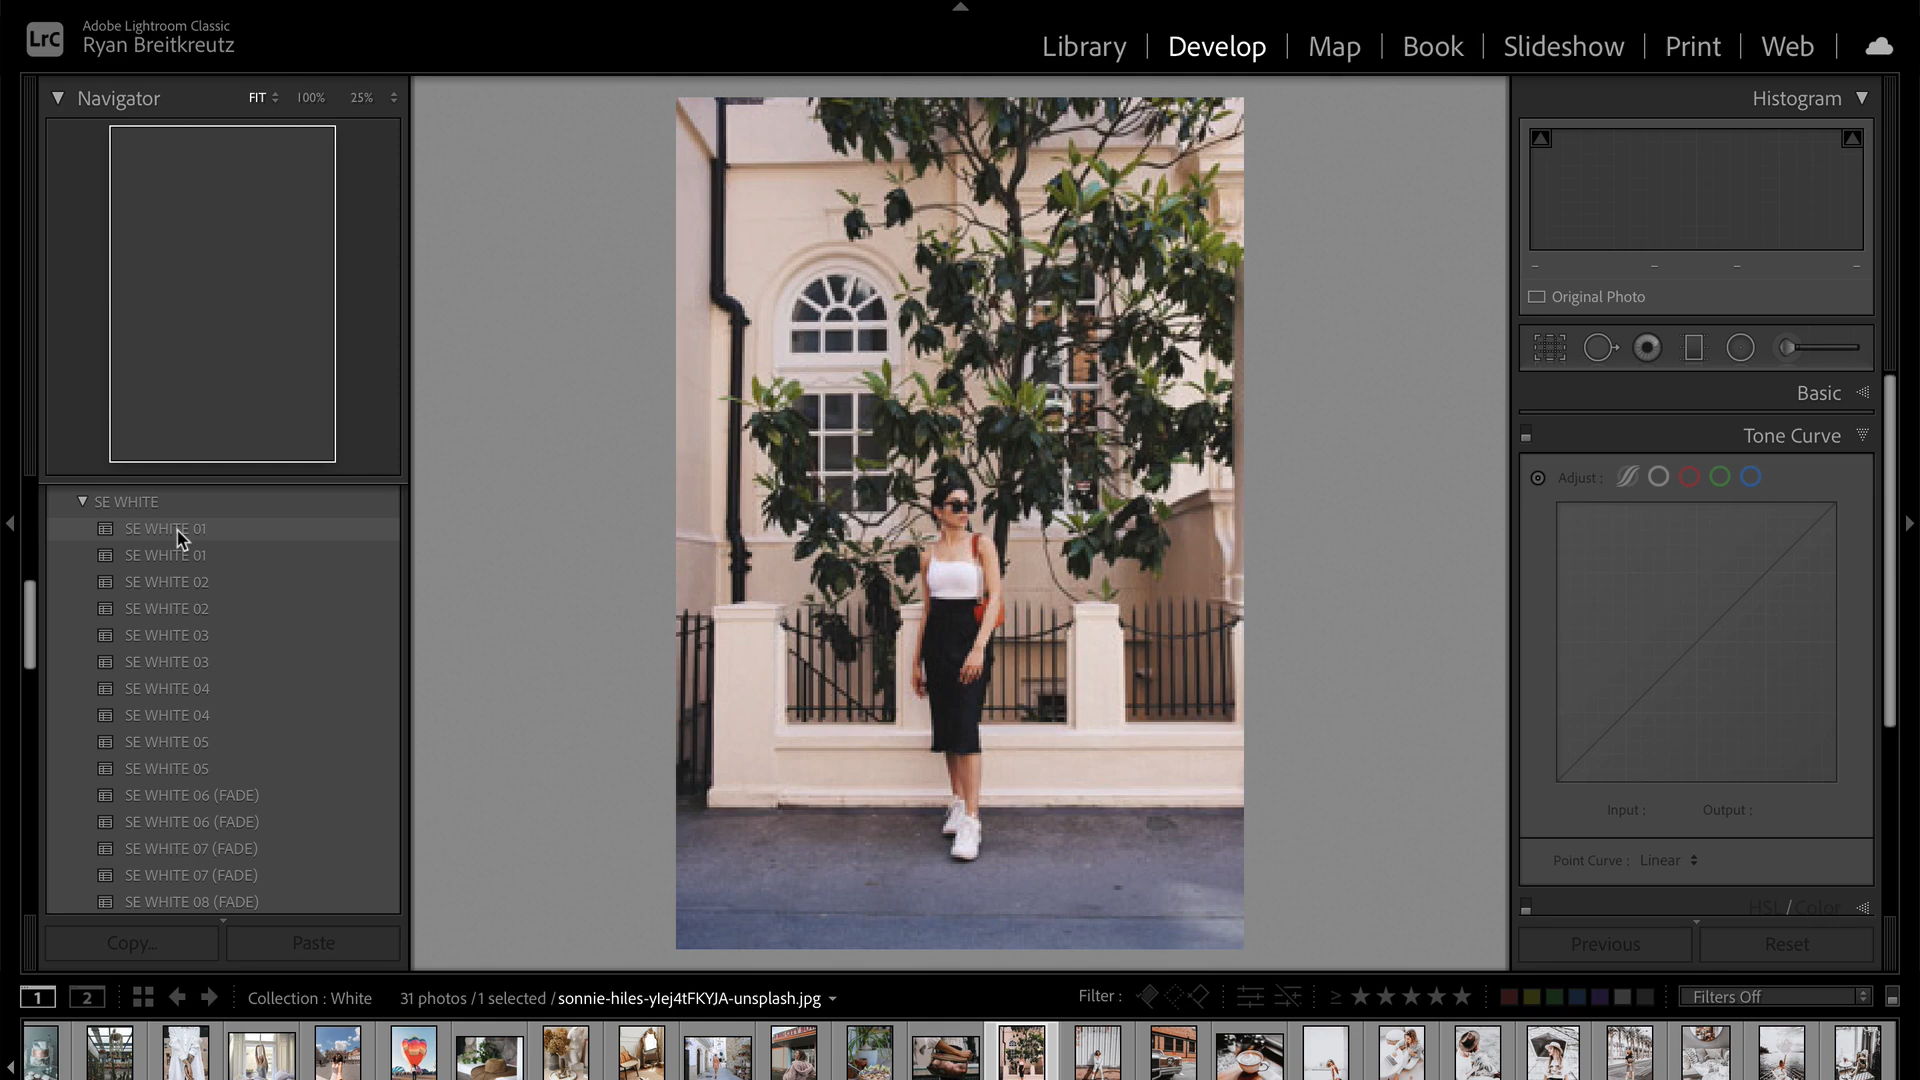 LrC
Adobe Lightroom Classic
Ryan Breitkreutz
Library
Develop
Map
Book
Slideshow
Print
Web
Navigator
FIT
100%
25%
SE WHITE
SE WHITE 01
SE WHITE 01
SE WHITE 02
SE WHITE 02
SE WHITE 03
SE WHITE 03
SE WHITE 04
SE WHITE 04
SE WHITE 05
SE WHITE 05
SE WHITE 06 (FADE)
SE WHITE 06 (FADE)
SE WHITE 07 (FADE)
SE WHITE 07 (FADE)
SE WHITE 08 (FADE)
Copy...
Paste
Histogram
Original Photo
Basic
Tone Curve
Adjust :
Input :
Output :
Point Curve : Linear
HSL / Color
Previous
Reset
1
2
Collection : White
31 photos / 1 selected / sonnie-hiles-yIej4tFKYJA-unsplash.jpg
Filter :
Filters Off